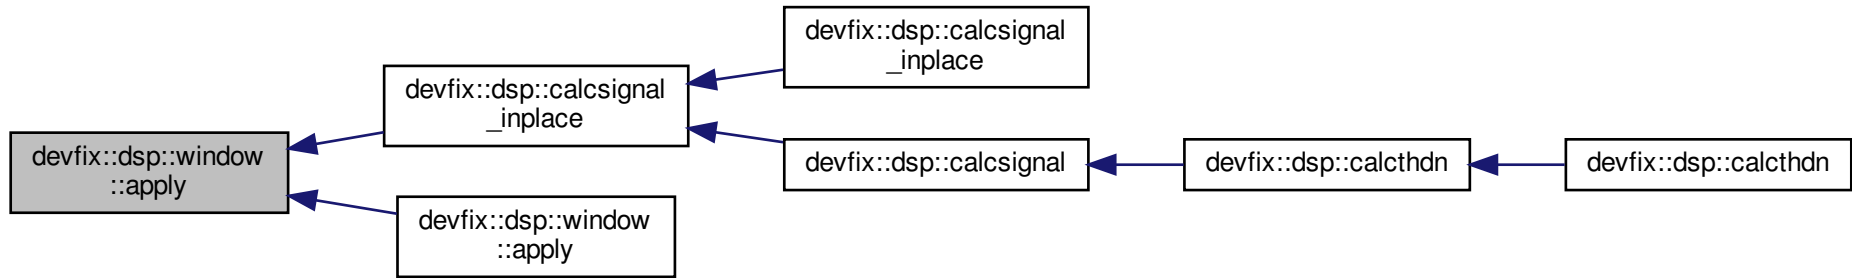 devfix::dsp::window
::apply
devfix::dsp::calcsignal
_inplace
devfix::dsp::calcsignal
_inplace
devfix::dsp::calcsignal
devfix::dsp::calcthdn
devfix::dsp::calcthdn
devfix::dsp::window
::apply